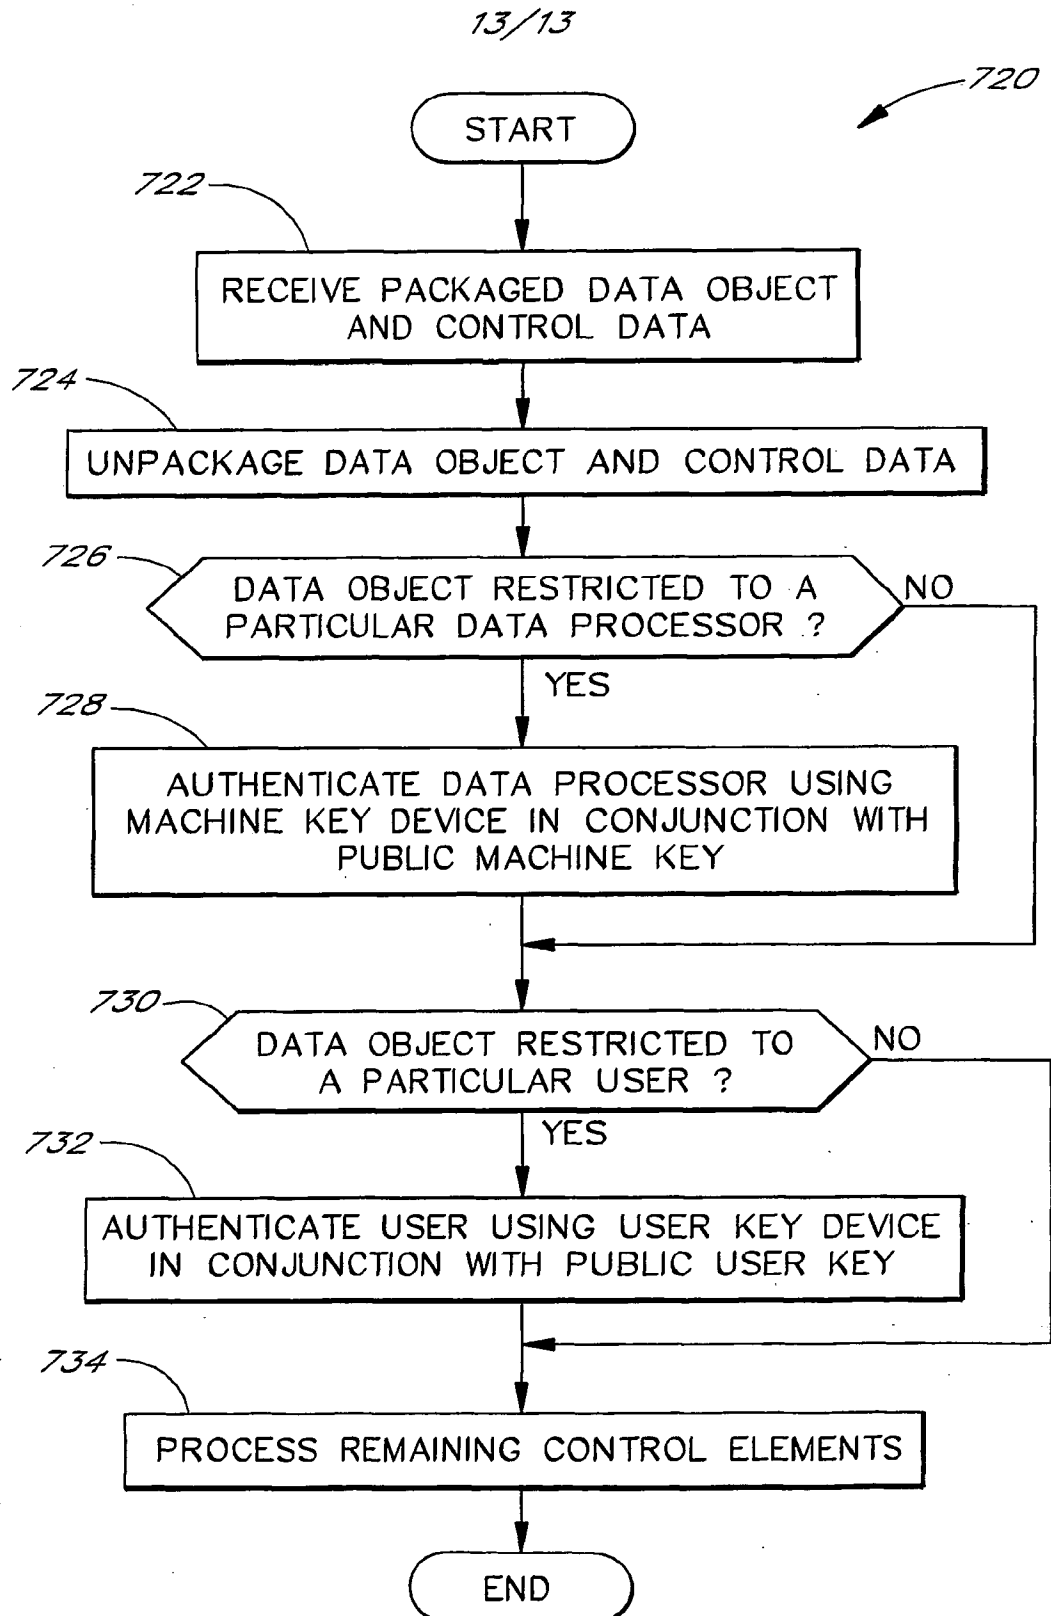 13/13
720
START
722
RECEIVE PACKAGED DATA OBJECT
AND CONTROL DATA
724
UNPACKAGE DATA OBJECT AND CONTROL DATA
726
DATA OBJECT RESTRICTED TO A
PARTICULAR DATA PROCESSOR ?
NO
YES
728
AUTHENTICATE DATA PROCESSOR USING
MACHINE KEY DEVICE IN CONJUNCTION WITH
PUBLIC MACHINE KEY
730
DATA OBJECT RESTRICTED TO
A PARTICULAR USER ?
NO
YES
732
AUTHENTICATE USER USING USER KEY DEVICE
IN CONJUNCTION WITH PUBLIC USER KEY
734
PROCESS REMAINING CONTROL ELEMENTS
END